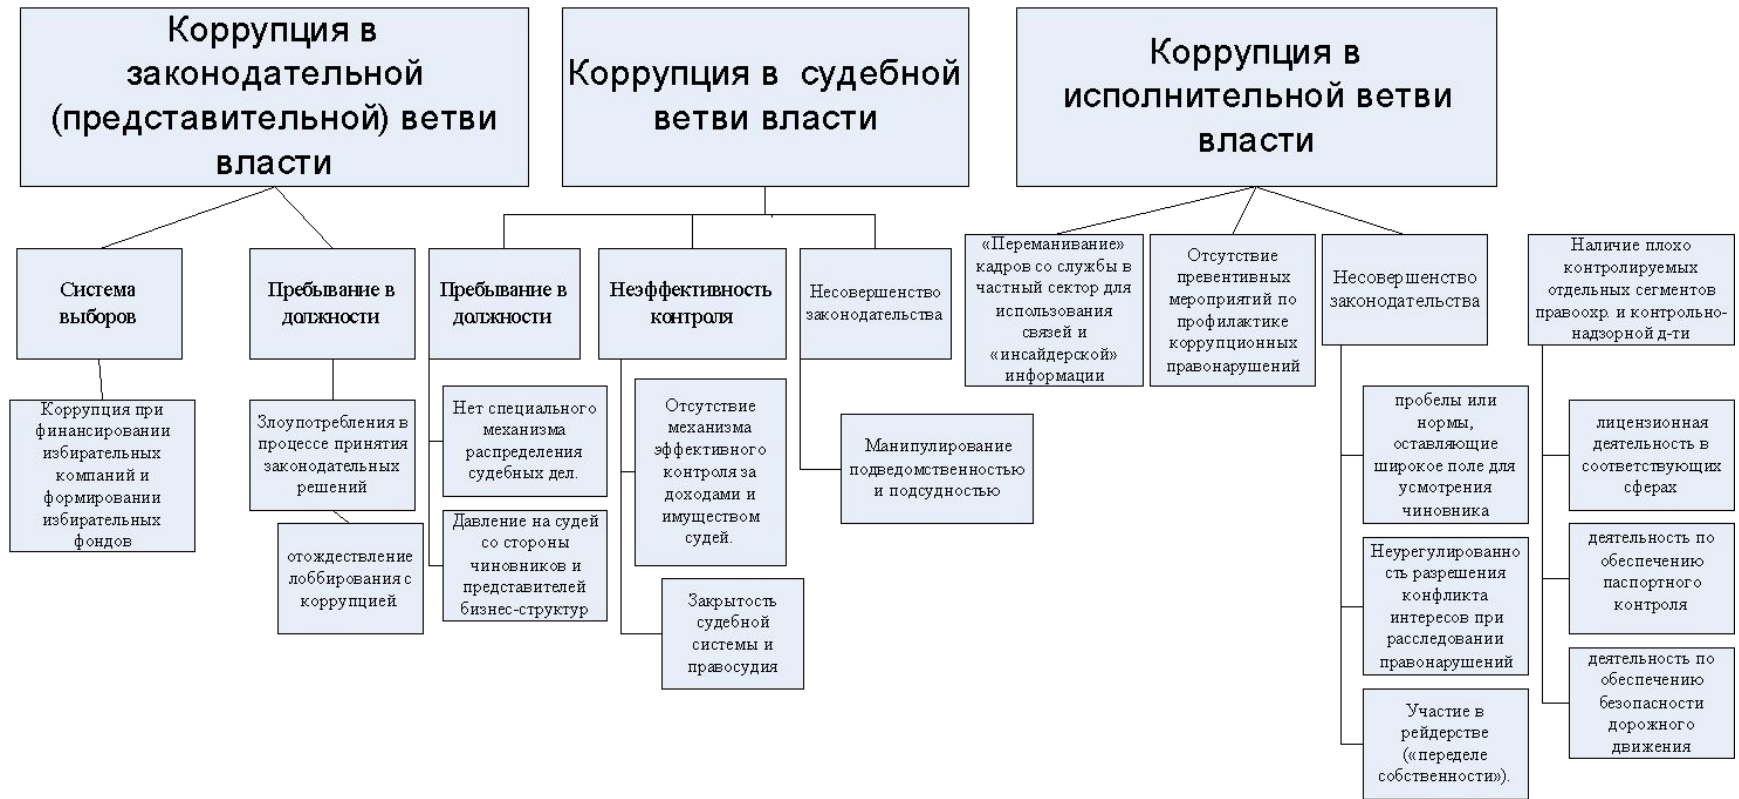 Коррупция в
законодательной
(представительной) ветви
власти
Коррупция в судебной
ветви власти
Коррупция в
исполнительной ветви
власти
Система
выборов
Коррупция при
финансировании
избирательных
компаний и
формировании
избирательных
фондов
Пребывание в
должности
Злоупотребления в
процессе принятия
законодательных
решений
отождествление
лоббирования с
коррупцией
Пребывание в
должности
Нет специального
механизма
распределения
судебных дел.
Давление на судей
со стороны
чиновников и
представителей
бизнес-структур
Неэффективность
контроля
Отсутствие
механизма
эффективного
контроля за
доходами и
имуществом
судей.
Закрытость
судебной
системы и
правосудия
Несовершенство
законодательства
Манипулирование
подведомственностью
и подсудностью
«Переманивание»
кадров со службы в
частный сектор для
использования
связей и
«инсайдерской»
информации
Отсутствие
превентивных
мероприятий по
профилактике
коррупционных
правонарушений
Несовершенство
законодательства
пробелы или
нормы,
оставляющие
широкое поле для
усмотрения
чиновника
Неурегулированно
сть разрешения
конфликта
интересов при
расследовании
правонарушений
Участие в
рейдерстве
(«переделе
собственности»).
Наличие плохо
контролируемых
отдельных сегментов
правоохр. и контрольно-
надзорной д-ти
лицензионная
деятельность в
соответствующих
сферах
деятельность по
обеспечению
паспортного
контроля
деятельность по
обеспечению
безопасности
дорожного
движения